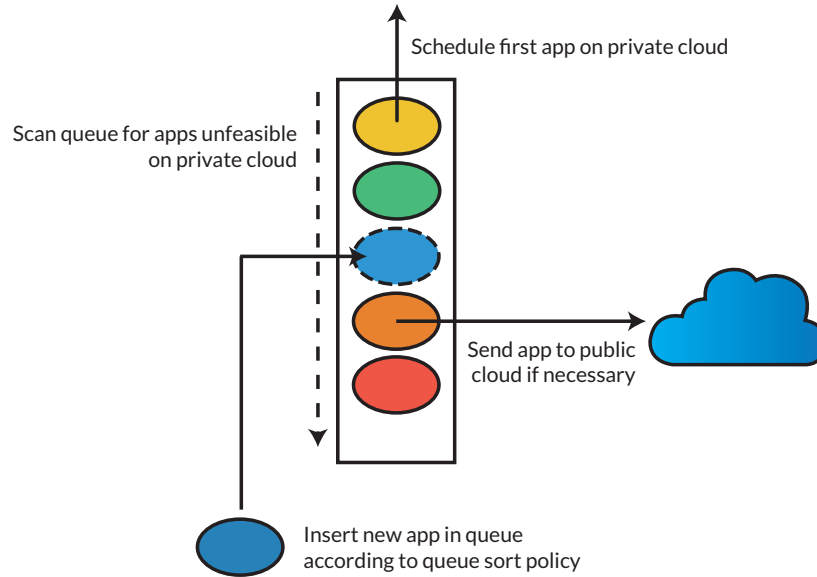 Schedule first app on private cloud
Scan queue for apps unfeasible
on private cloud
Send app to public
cloud if necessary
Insert new app in queue
according to queue sort policy